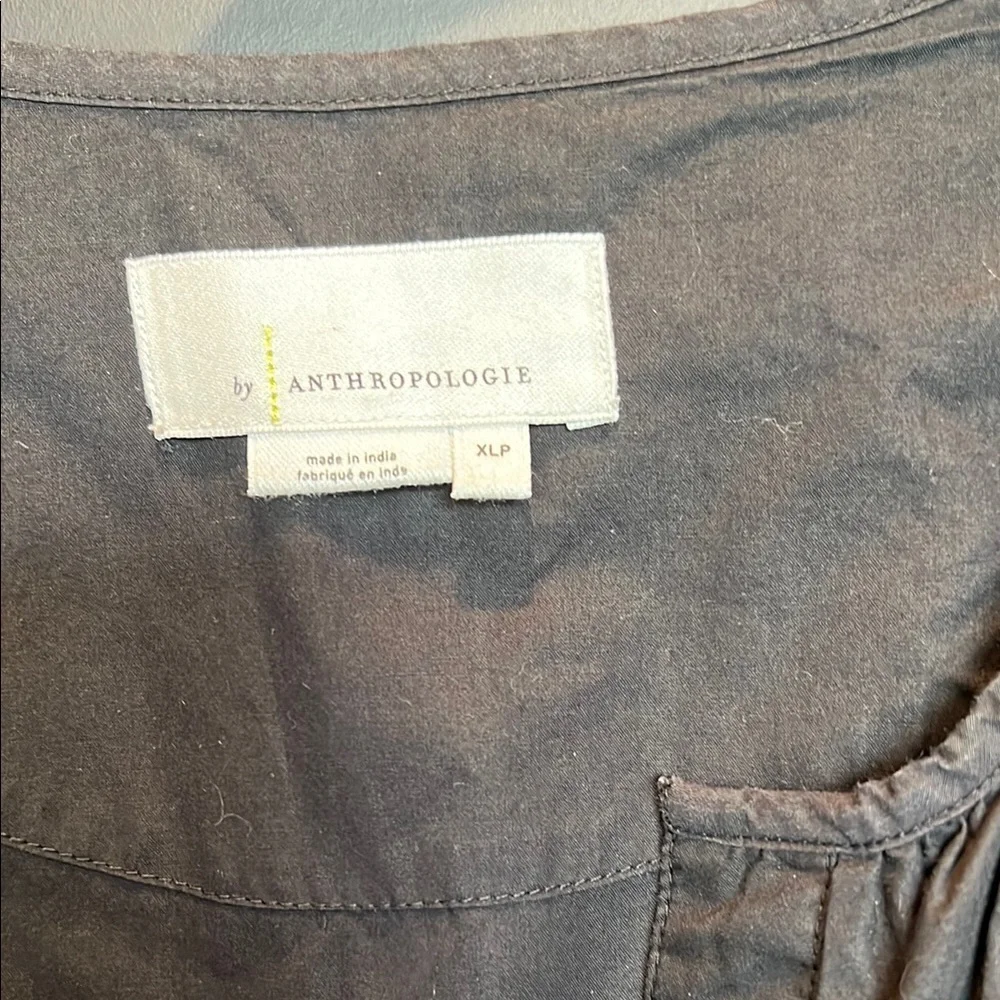 by ANTHROPOLOGIE
made in india
fabriqué en Inde
XLP